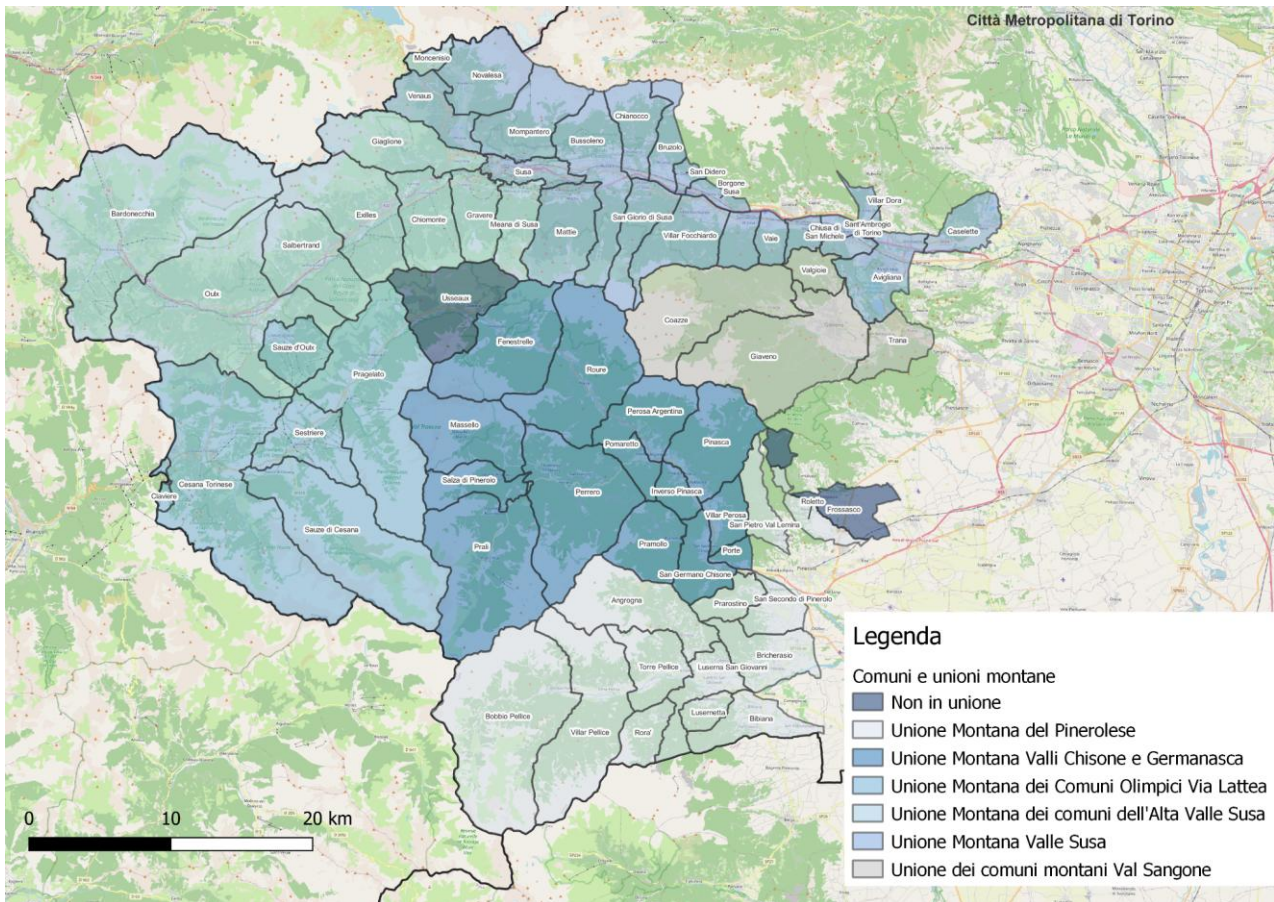 Città Metropolitana di Torino
Moncenisio
Novalesa
Venaus
Giaglione
Mompantero
Bussoleno
Chianocco
Bruzolo
Susa
San Didero
Borgone
Susa
Villar Dora
Bardonecchia
Exilles
Chiomonte
Gravere
Meana di Susa
Mattie
San Giorio di Susa
Villar Focchiardo
Vaie
Chiusa di
San Michele
Sant'Ambrogio
di Torino
Caselette
Salbertrand
Avigliana
Valgioie
Oulx
Usseaux
Coazze
Fenestrelle
Sauze d'Oulx
Roure
Giaveno
Trana
Pragelato
Perosa Argentina
Massello
Sestriere
Pomaretto
Pinasca
Salza di Pinerolo
Claviere
Cesana Torinese
Perrero
Inverso Pinasca
Roletto
Frossasco
Villar Perosa
San Pietro Val Lemina
Sauze di Cesana
Prali
Pramollo
Porte
San Germano Chisone
Angrogna
San Secondo di Pinerolo
Prarostino
Bricherasio
Torre Pellice
Luserna San Giovanni
Bobbio Pellice
Lusernetta
Bibiana
Villar Pellice
Rora'
0 10 20 km
Legenda
Comuni e unioni montane
Non in unione
Unione Montana del Pinerolese
Unione Montana Valli Chisone e Germanasca
Unione Montana dei Comuni Olimpici Via Lattea
Unione Montana dei comuni dell'Alta Valle Susa
Unione Montana Valle Susa
Unione dei comuni montani Val Sangone